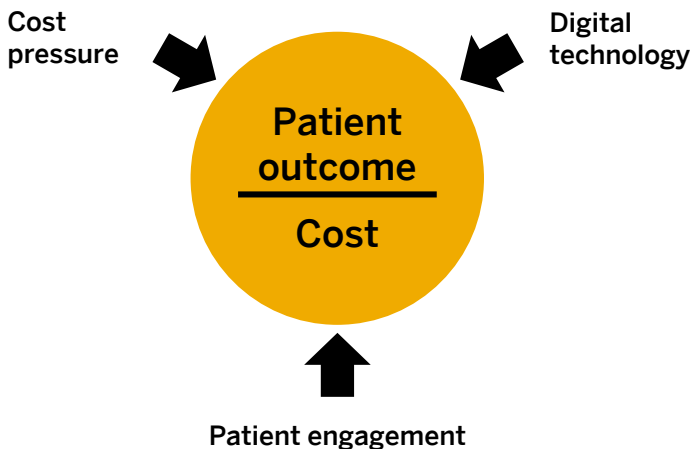 Cost
pressure
Digital
technology
Patient
outcome
Cost
Patient engagement